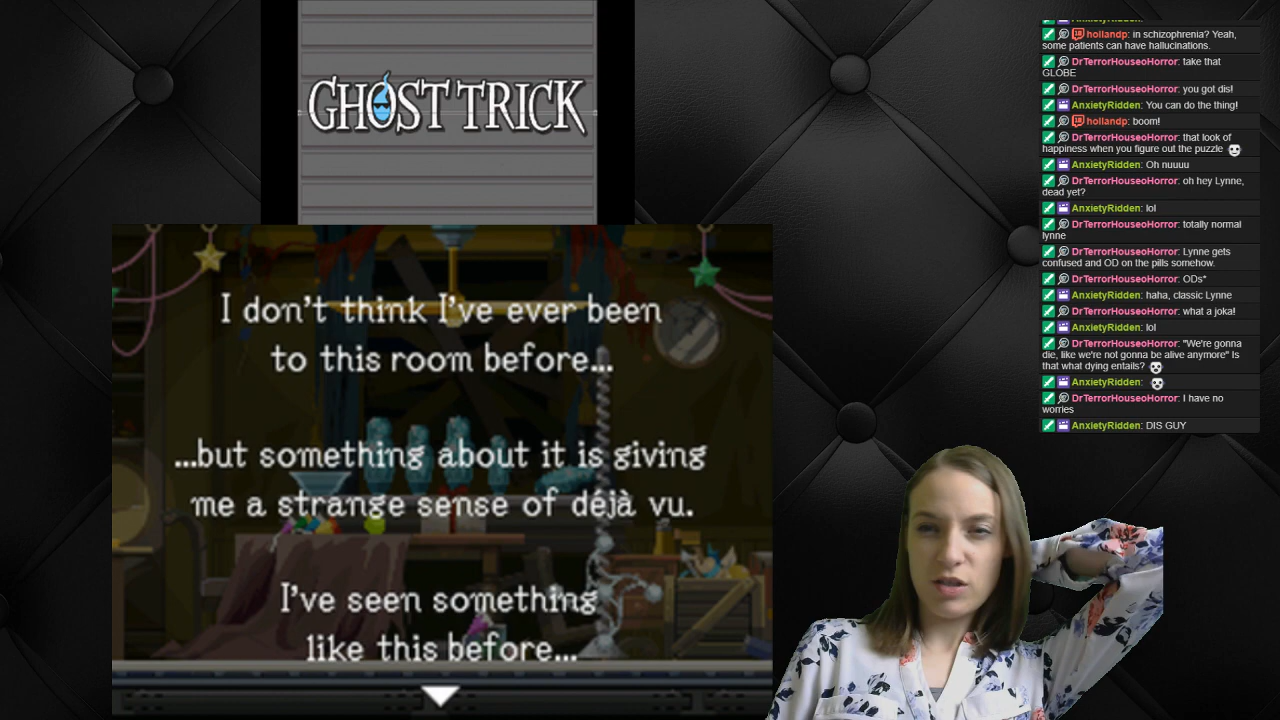 GHOST TRICK
I don't think I've ever been
to this room before...
...but something about it is giving
me a strange sense of déjà vu.
I've seen something
like this before...
hollandp: in schizophrenia? Yeah,
some patients can have hallucinations.
DrTerrorHouseoHorror: take that
GLOBE
DrTerrorHouseoHorror: you got dis!
AnxietyRidden: You can do the thing!
hollandp: boom!
DrTerrorHouseoHorror: that look of
happiness when you figure out the puzzle
AnxietyRidden: Oh nuuuu
DrTerrorHouseoHorror: oh hey Lynne,
dead yet?
AnxietyRidden: lol
DrTerrorHouseoHorror: totally normal
lynne
DrTerrorHouseoHorror: Lynne gets
confused and OD on the pills somehow.
DrTerrorHouseoHorror: ODs*
AnxietyRidden: haha, classic Lynne
DrTerrorHouseoHorror: what a joka!
AnxietyRidden: lol
DrTerrorHouseoHorror: "We're gonna
die, like we're not gonna be alive anymore" Is
that what dying entails?
AnxietyRidden:
DrTerrorHouseoHorror: I have no
worries
AnxietyRidden: DIS GUY